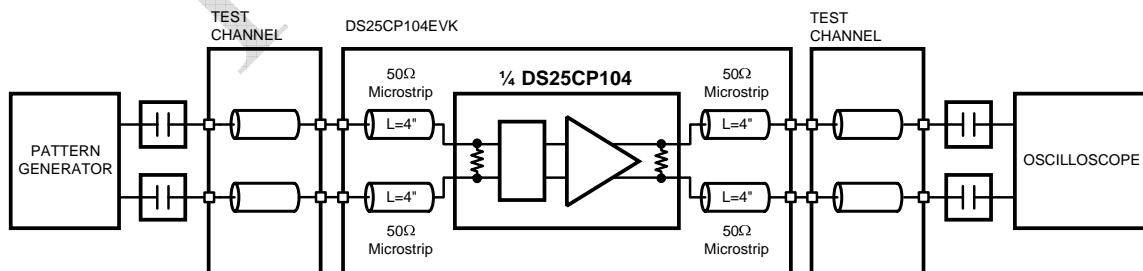 TEST
CHANNEL
DS25CP104EVK
TEST
CHANNEL
50Ω
Microstrip
¼ DS25CP104
50Ω
Microstrip
L=4"
L=4"
PATTERN
GENERATOR
OSCILLOSCOPE
L=4"
L=4"
50Ω
Microstrip
50Ω
Microstrip